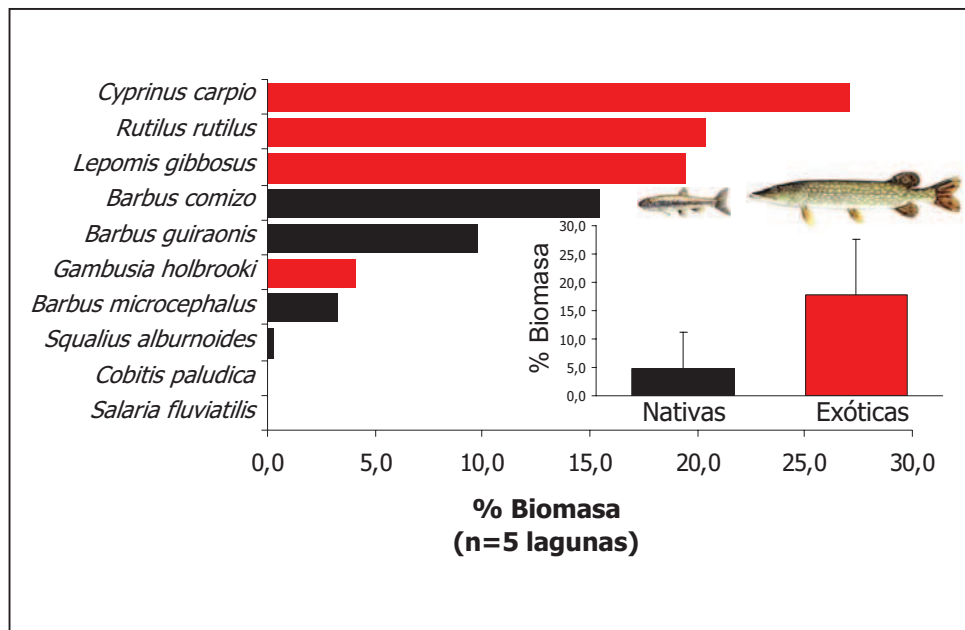 Cyprinus carpio
Rutilus rutilus
Lepomis gibbosus
Barbus comizo
Barbus guiraonis
Gambusia holbrooki
Barbus microcephalus
Squalius alburnoides
Cobitis paludica
Salaria fluviatilis
0,0 5,0 10,0 15,0 20,0 25,0 30,0
% Biomasa
(n=5 lagunas)
% Biomasa
30,0
25,0
20,0
15,0
10,0
5,0
0,0
Nativas Exóticas